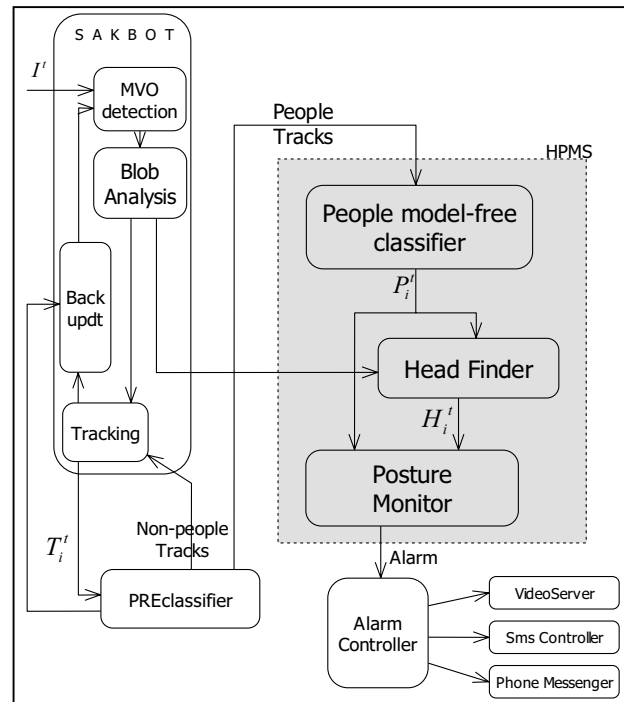 S A K B O T
I^t
MVO
detection
Blob
Analysis
Back
updt
Tracking
T_i^t
Non-people
Tracks
PREclassifier
People
Tracks
HPMS
People model-free
classifier
P_i^t
Head Finder
H_i^t
Posture
Monitor
Alarm
Alarm
Controller
VideoServer
Sms Controller
Phone Messenger